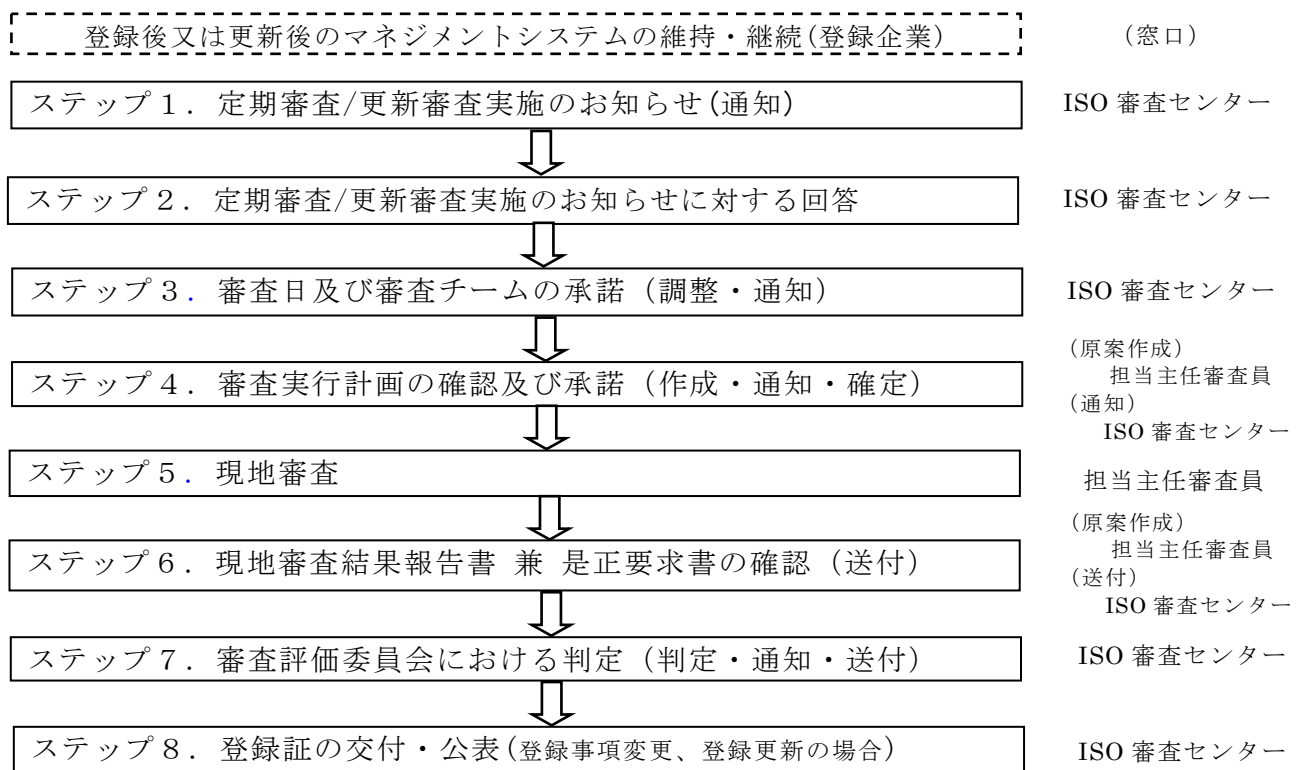 登録後又は更新後のマネジメントシステムの維持・継続(登録企業)
（窓口）
ステップ１．定期審査/更新審査実施のお知らせ(通知)
ISO 審査センター
ステップ２．定期審査/更新審査実施のお知らせに対する回答
ISO 審査センター
ステップ３．審査日及び審査チームの承諾（調整・通知）
ISO 審査センター
ステップ４．審査実行計画の確認及び承諾（作成・通知・確定）
（原案作成）
担当主任審査員
（通知）
ISO 審査センター
ステップ５．現地審査
担当主任審査員
ステップ６．現地審査結果報告書 兼 是正要求書の確認（送付）
（原案作成）
担当主任審査員
（送付）
ISO 審査センター
ステップ７．審査評価委員会における判定（判定・通知・送付）
ISO 審査センター
ステップ８．登録証の交付・公表(登録事項変更、登録更新の場合)
ISO 審査センター